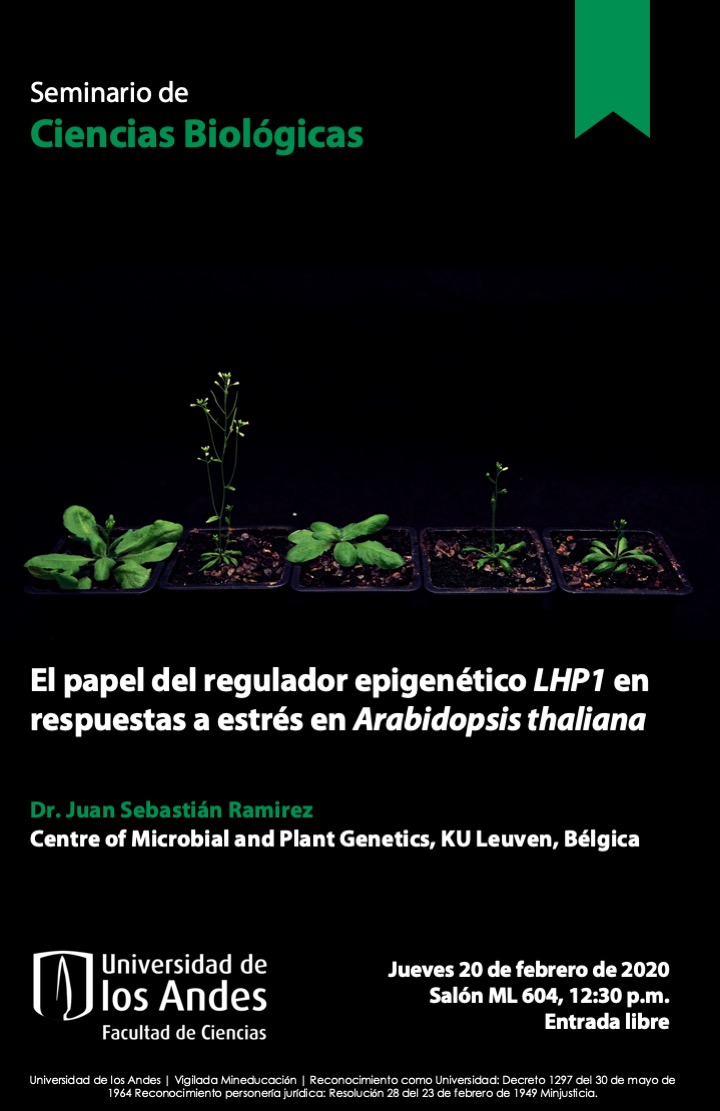 Seminario de
Ciencias Biológicas
El papel del regulador epigenético LHP1 en
respuestas a estrés en Arabidopsis thaliana
Dr. Juan Sebastián Ramirez
Centre of Microbial and Plant Genetics, KU Leuven, Bélgica
Universidad de
los Andes
Facultad de Ciencias
Jueves 20 de febrero de 2020
Salón ML 604, 12:30 p.m.
Entrada libre
Universidad de los Andes | Vigilada Mineducación | Reconocimiento como Universidad: Decreto 1297 del 30 de mayo de
1964 Reconocimiento personería jurídica: Resolución 28 del 23 de febrero de 1949 Minjusticia.